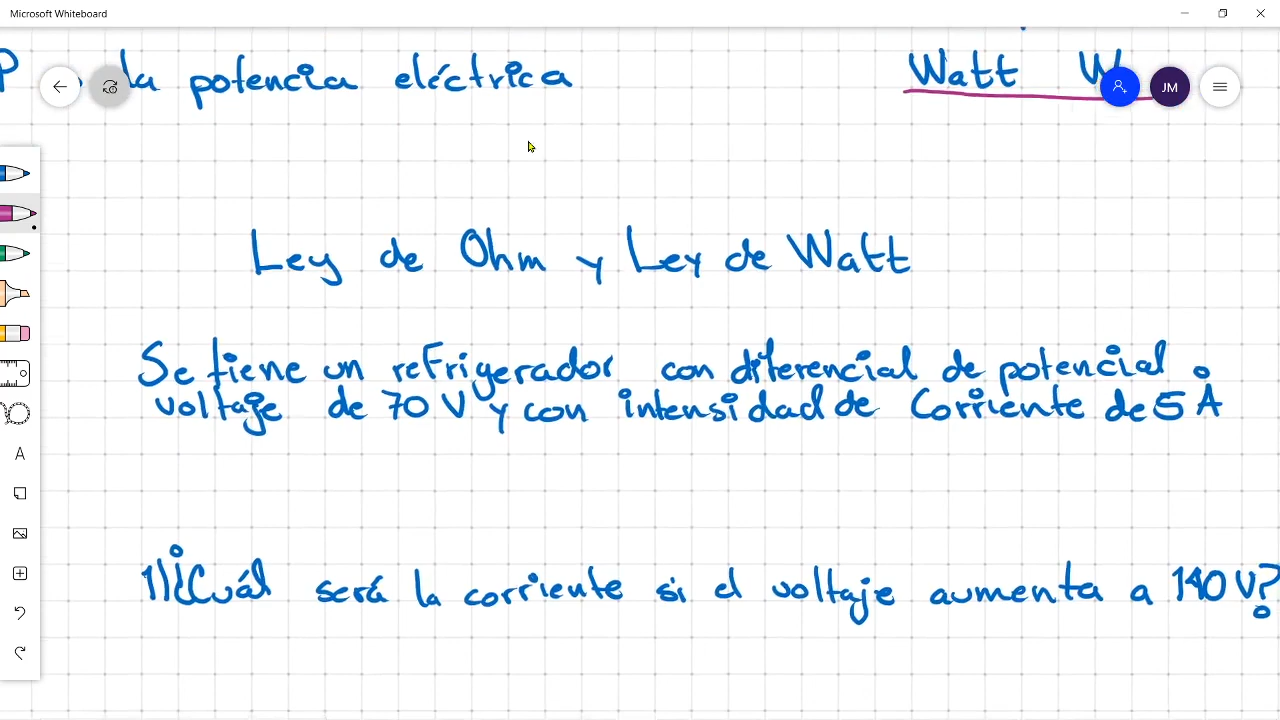 Microsoft Whiteboard
la potencia eléctrica
Watt W
JM
Ley de Ohm y Ley de Watt
Se tiene un refrigerador con diferencial de potencial o
voltaje de 70 V y con intensidad de Corriente de 5 A
A
1)¿Cuál será la corriente si el voltaje aumenta a 140 V?